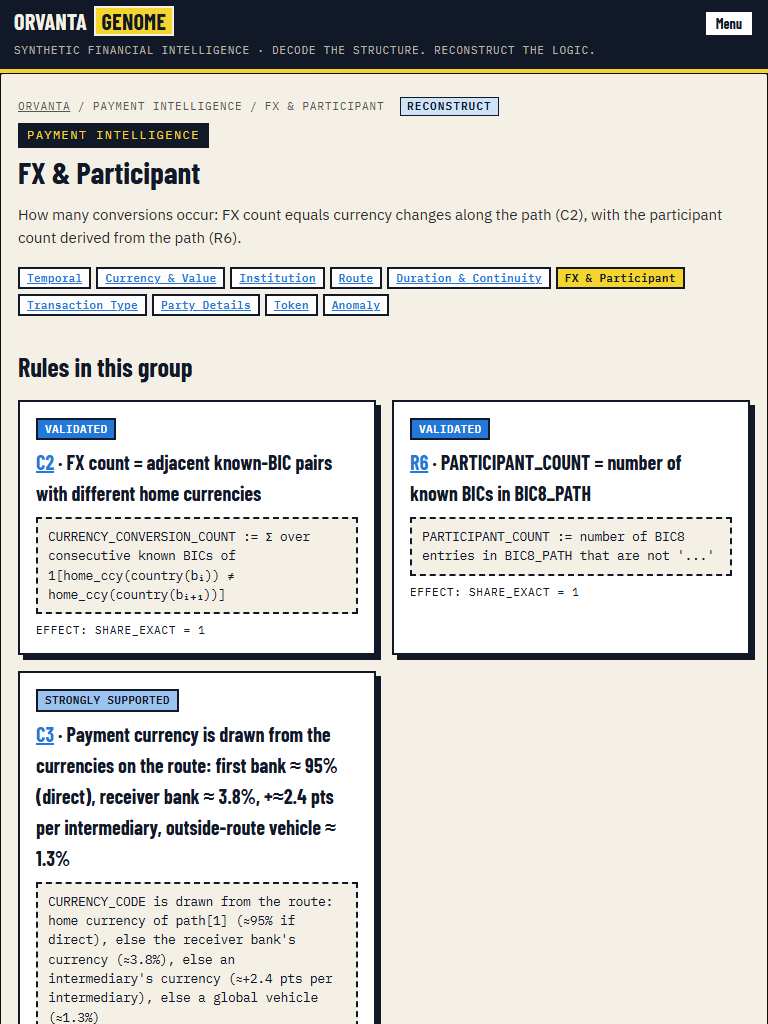 ORVANTA GENOME
Menu
SYNTHETIC FINANCIAL INTELLIGENCE · DECODE THE STRUCTURE. RECONSTRUCT THE LOGIC.
ORVANTA / PAYMENT INTELLIGENCE / FX & PARTICIPANT RECONSTRUCT
PAYMENT INTELLIGENCE
FX & Participant
How many conversions occur: FX count equals currency changes along the path (C2), with the participant
count derived from the path (R6).
Temporal Currency & Value Institution Route Duration & Continuity FX & Participant
Transaction Type Party Details Token Anomaly
Rules in this group
VALIDATED
C2 · FX count = adjacent known-BIC pairs
with different home currencies
CURRENCY_CONVERSION_COUNT := Σ over
consecutive known BICs of
1[home_ccy(country(bᵢ)) ≠
home_ccy(country(bᵢ₊₁))]
EFFECT: SHARE_EXACT = 1
VALIDATED
R6 · PARTICIPANT_COUNT = number of
known BICs in BIC8_PATH
PARTICIPANT_COUNT := number of BIC8
entries in BIC8_PATH that are not '...'
EFFECT: SHARE_EXACT = 1
STRONGLY SUPPORTED
C3 · Payment currency is drawn from the
currencies on the route: first bank ≈ 95%
(direct), receiver bank ≈ 3.8%, +≈2.4 pts
per intermediary, outside-route vehicle ≈
1.3%
CURRENCY_CODE is drawn from the route:
home currency of path[1] (≈95% if
direct), else the receiver bank's
currency (≈3.8%), else an
intermediary's currency (≈+2.4 pts per
intermediary), else a global vehicle
(≈1.3%)